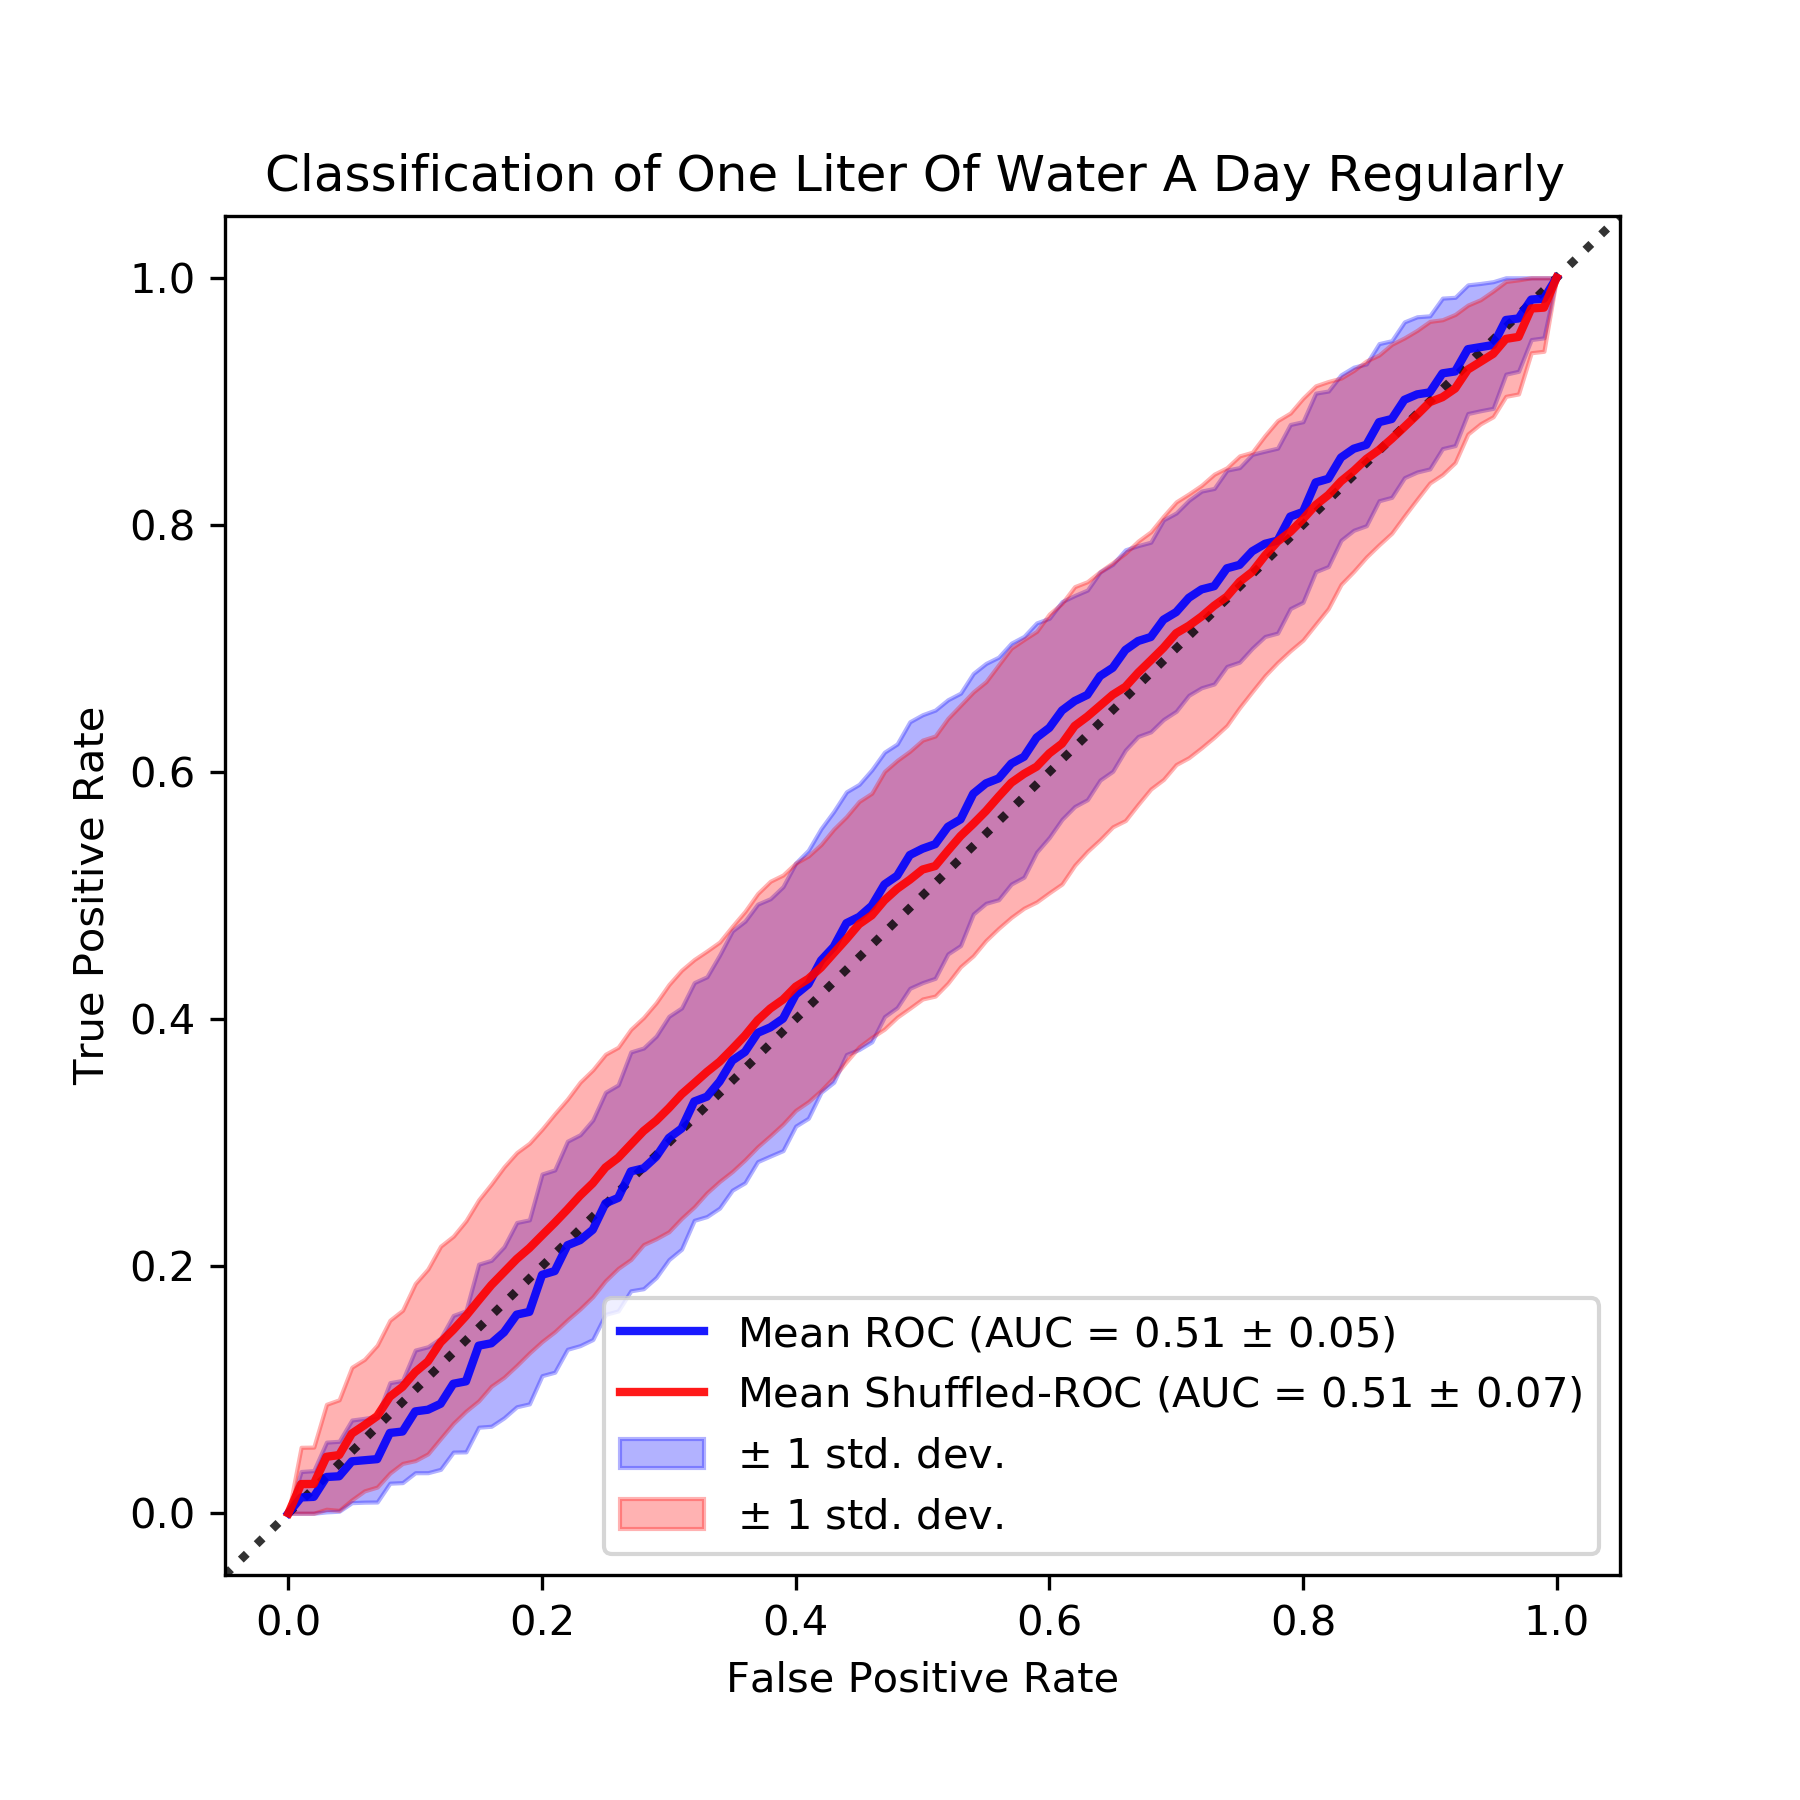 Classification of One Liter Of Water A Day Regularly
True Positive Rate
1.0
0.8
0.6
0.4
0.2
0.0
Mean ROC (AUC = 0.51 ± 0.05)
Mean Shuffled-ROC (AUC = 0.51 ± 0.07)
± 1 std. dev.
± 1 std. dev.
0.0 0.2 0.4 0.6 0.8 1.0
False Positive Rate